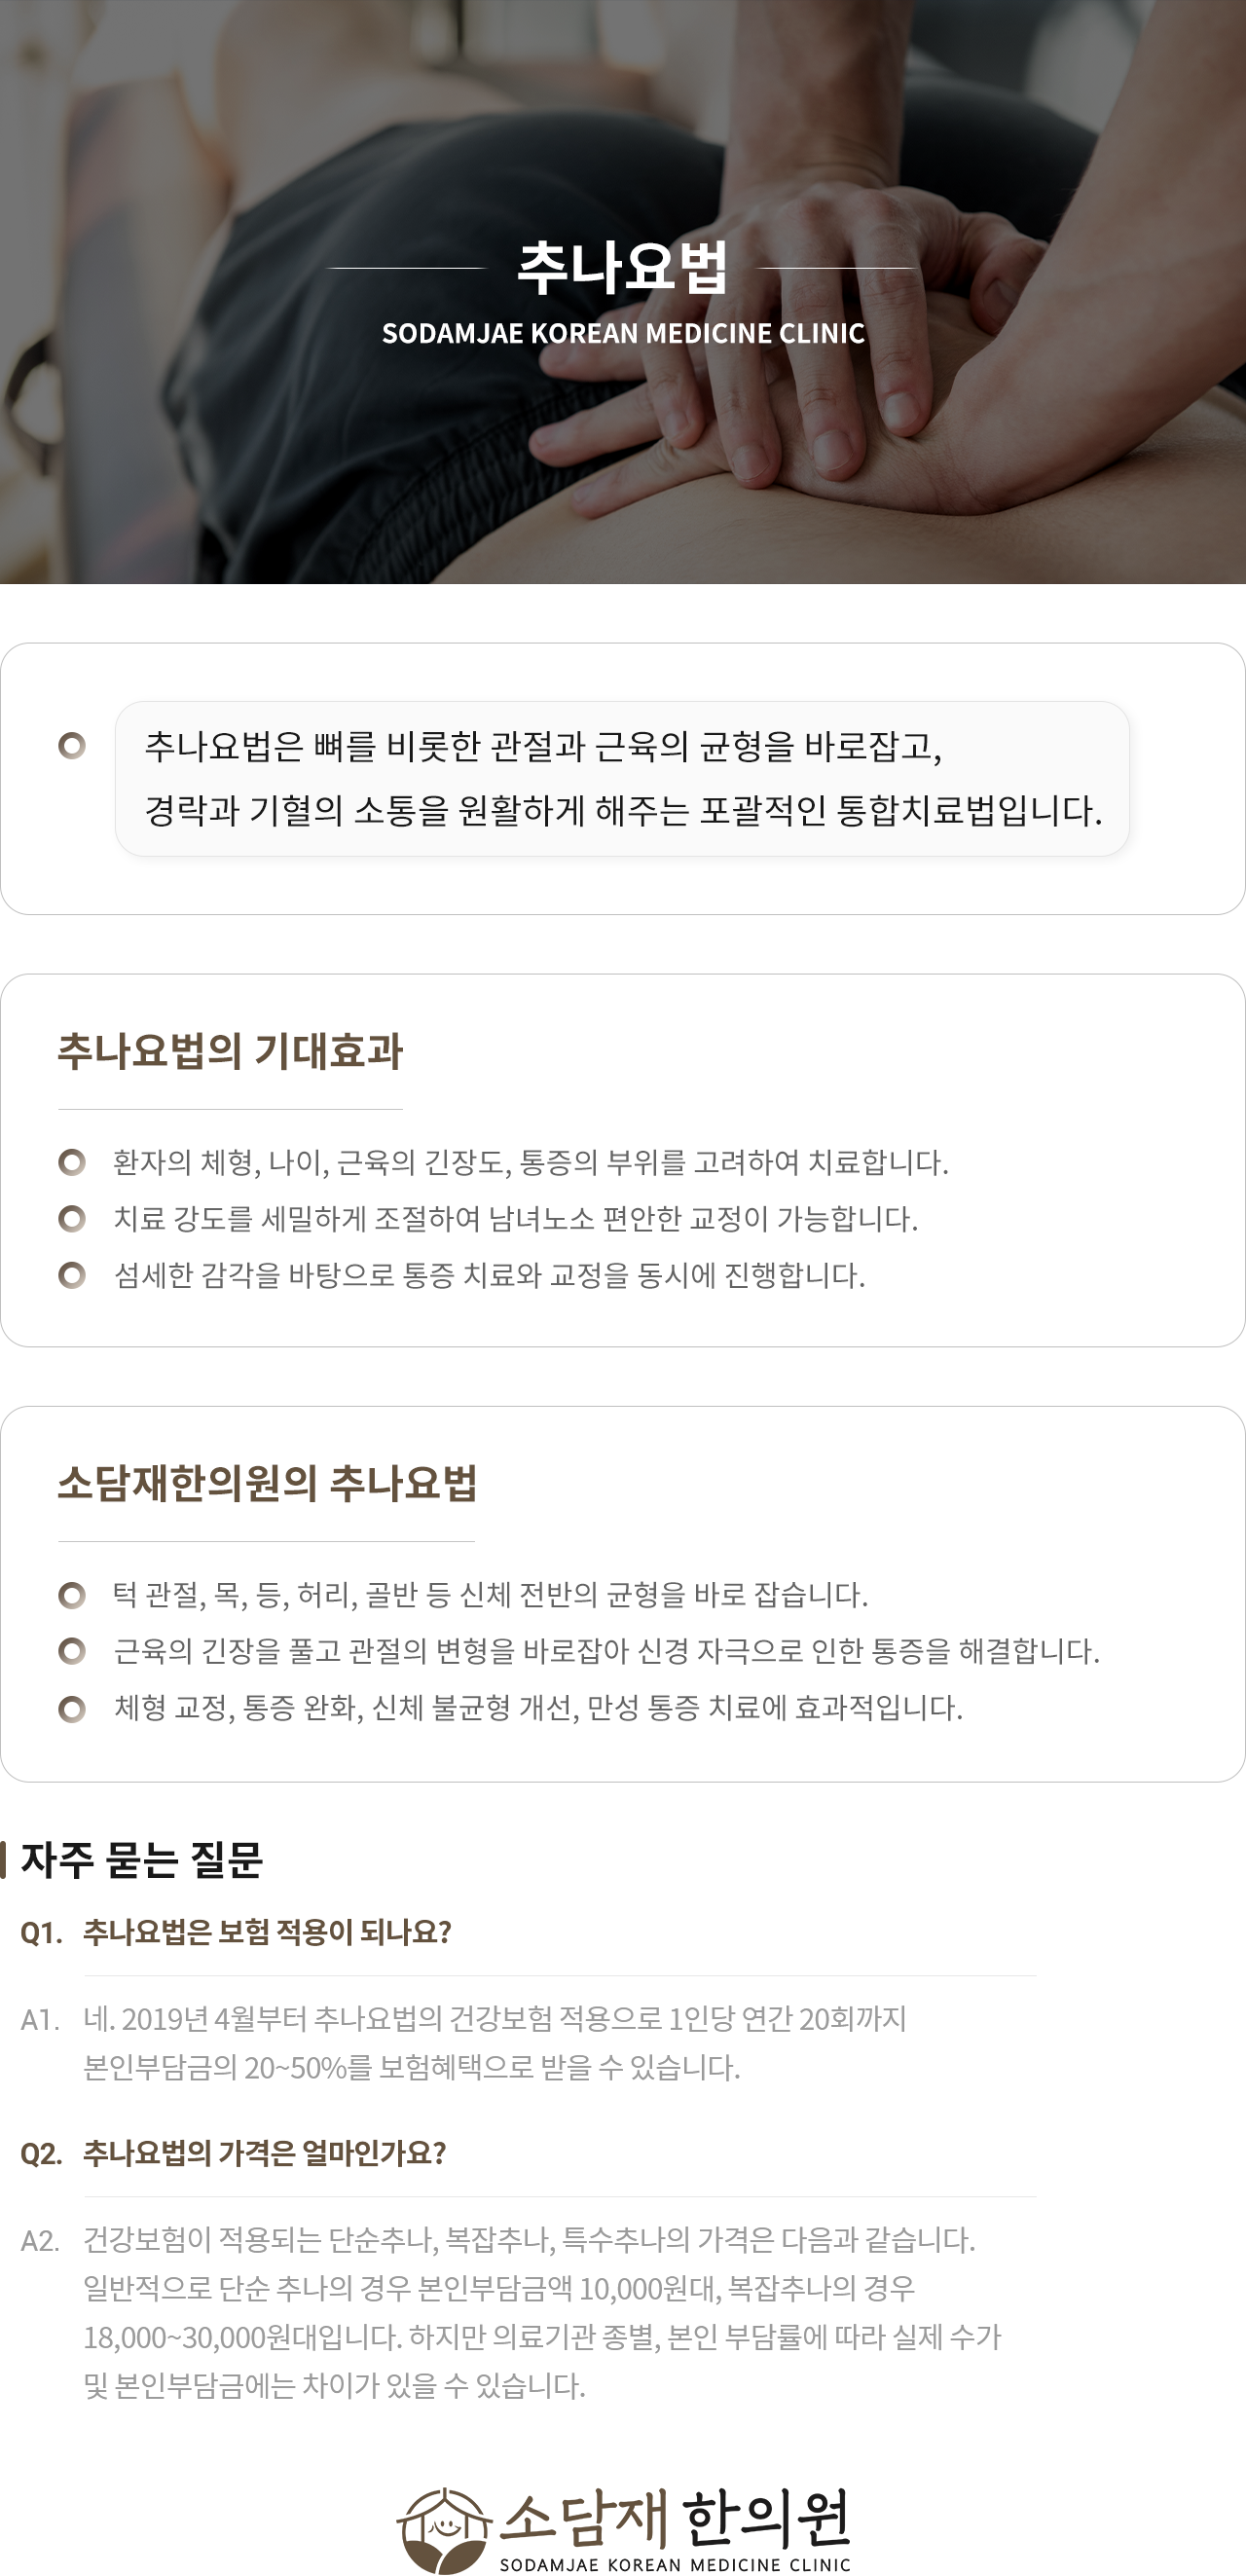 추나요법
SODAMJAE KOREAN MEDICINE CLINIC
추나요법은 뼈를 비롯한 관절과 근육의 균형을 바로잡고,
경락과 기혈의 소통을 원활하게 해주는 포괄적인 통합치료법입니다.
추나요법의 기대효과
환자의 체형, 나이, 근육의 긴장도, 통증의 부위를 고려하여 치료합니다.
치료 강도를 세밀하게 조절하여 남녀노소 편안한 교정이 가능합니다.
섬세한 감각을 바탕으로 통증 치료와 교정을 동시에 진행합니다.
소담재한의원의 추나요법
턱 관절, 목, 등, 허리, 골반 등 신체 전반의 균형을 바로 잡습니다.
근육의 긴장을 풀고 관절의 변형을 바로잡아 신경 자극으로 인한 통증을 해결합니다.
체형 교정, 통증 완화, 신체 불균형 개선, 만성 통증 치료에 효과적입니다.
자주 묻는 질문
Q1. 추나요법은 보험 적용이 되나요?
A1. 네. 2019년 4월부터 추나요법의 건강보험 적용으로 1인당 연간 20회까지
본인부담금의 20~50%를 보험혜택으로 받을 수 있습니다.
Q2. 추나요법의 가격은 얼마인가요?
A2. 건강보험이 적용되는 단순추나, 복잡추나, 특수추나의 가격은 다음과 같습니다.
일반적으로 단순 추나의 경우 본인부담금액 10,000원대, 복잡추나의 경우
18,000~30,000원대입니다. 하지만 의료기관 종별, 본인 부담률에 따라 실제 수가
및 본인부담금에는 차이가 있을 수 있습니다.
소담재 한의원
SODAMJAE KOREAN MEDICINE CLINIC